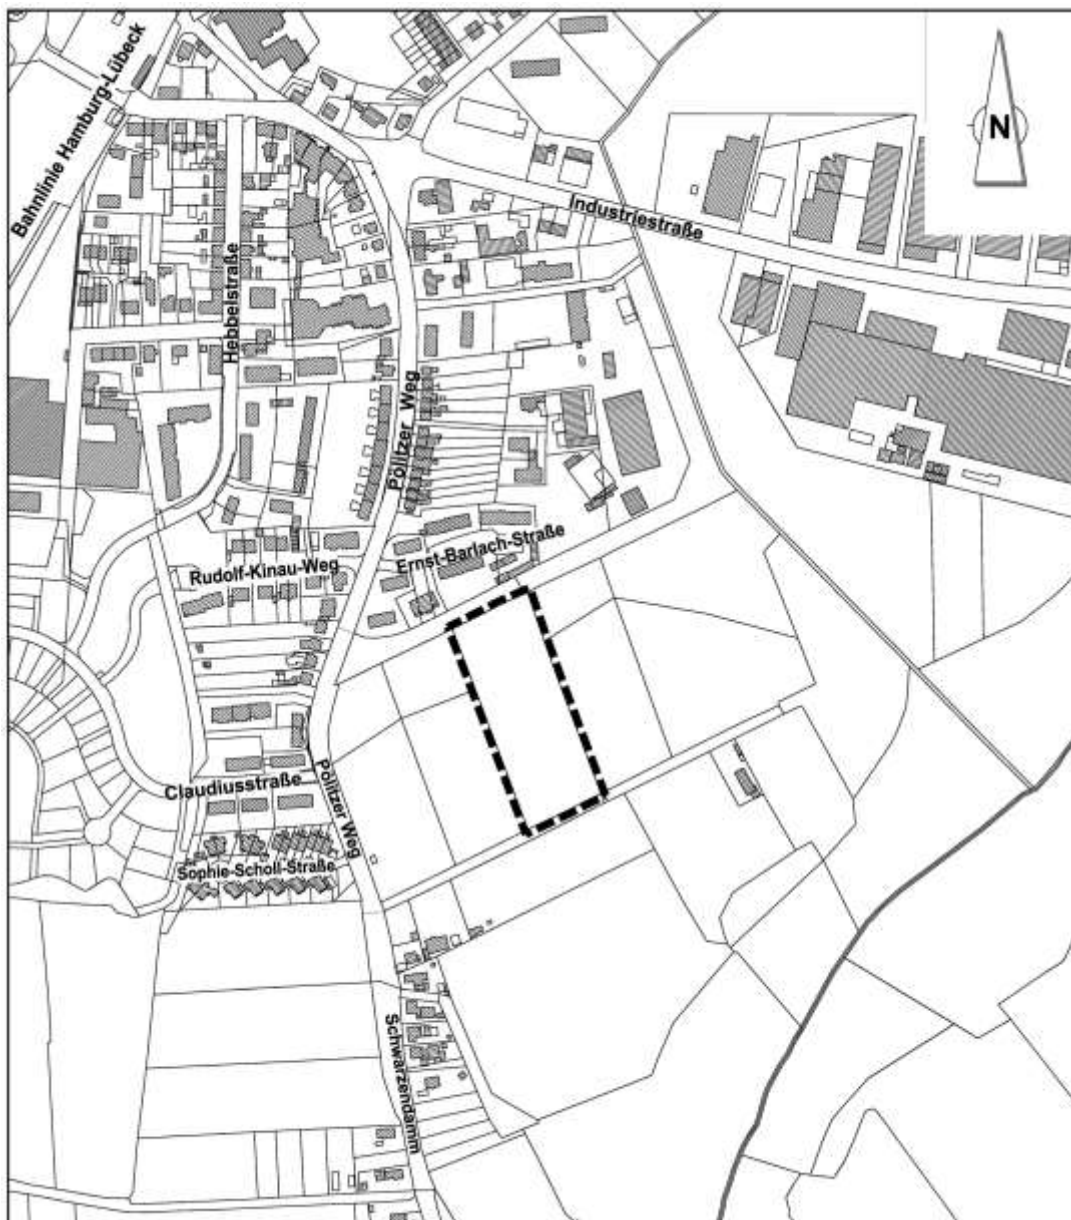 Bahnlinie Hamburg-Lübeck
N
Industriestraße
Hebbelstraße
Pölitzer Weg
Ernst-Barlach-Straße
Rudolf-Kinau-Weg
Claudiusstraße
Pölitzer Weg
Sophie-Scholl-Straße
Schwarzendamm